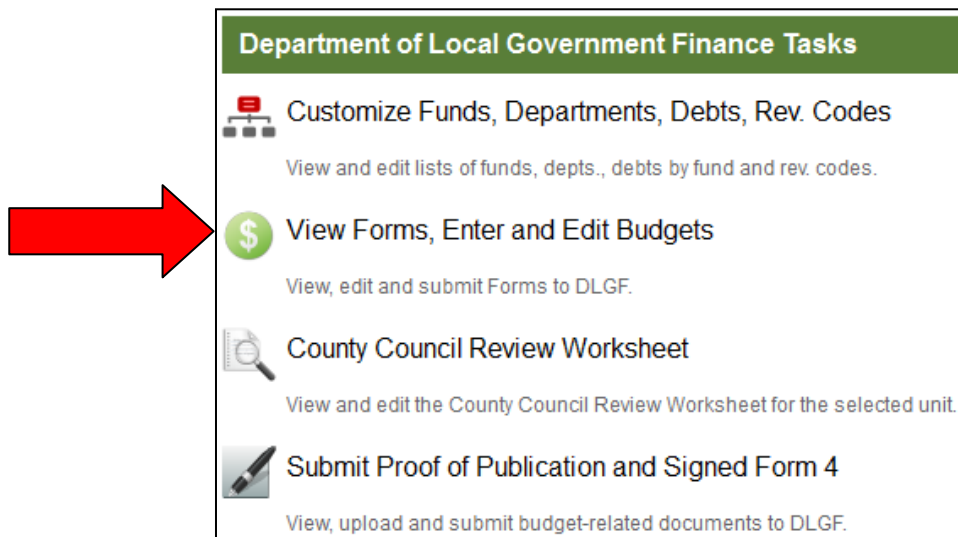 Department of Local Government Finance Tasks
Customize Funds, Departments, Debts, Rev. Codes
View and edit lists of funds, depts., debts by fund and rev. codes.
$
View Forms, Enter and Edit Budgets
View, edit and submit Forms to DLGF.
County Council Review Worksheet
View and edit the County Council Review Worksheet for the selected unit.
Submit Proof of Publication and Signed Form 4
View, upload and submit budget-related documents to DLGF.